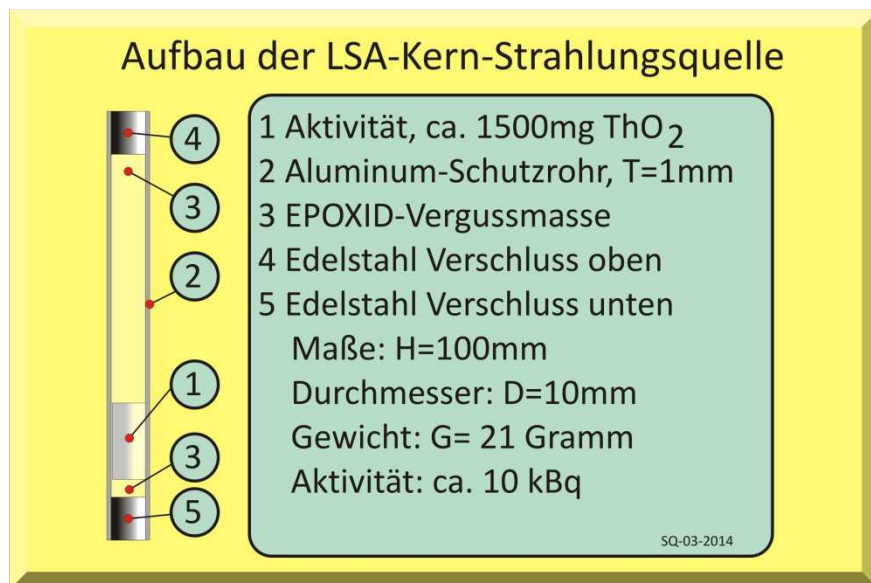 Aufbau der LSA-Kern-Strahlungsquelle
4
3
2
1
3
5
1 Aktivität, ca. 1500mg ThO2
2 Aluminum-Schutzrohr, T=1mm
3 EPOXID-Vergussmasse
4 Edelstahl Verschluss oben
5 Edelstahl Verschluss unten
Maße: H=100mm
Durchmesser: D=10mm
Gewicht: G= 21 Gramm
Aktivität: ca. 10 kBq
SQ-03-2014